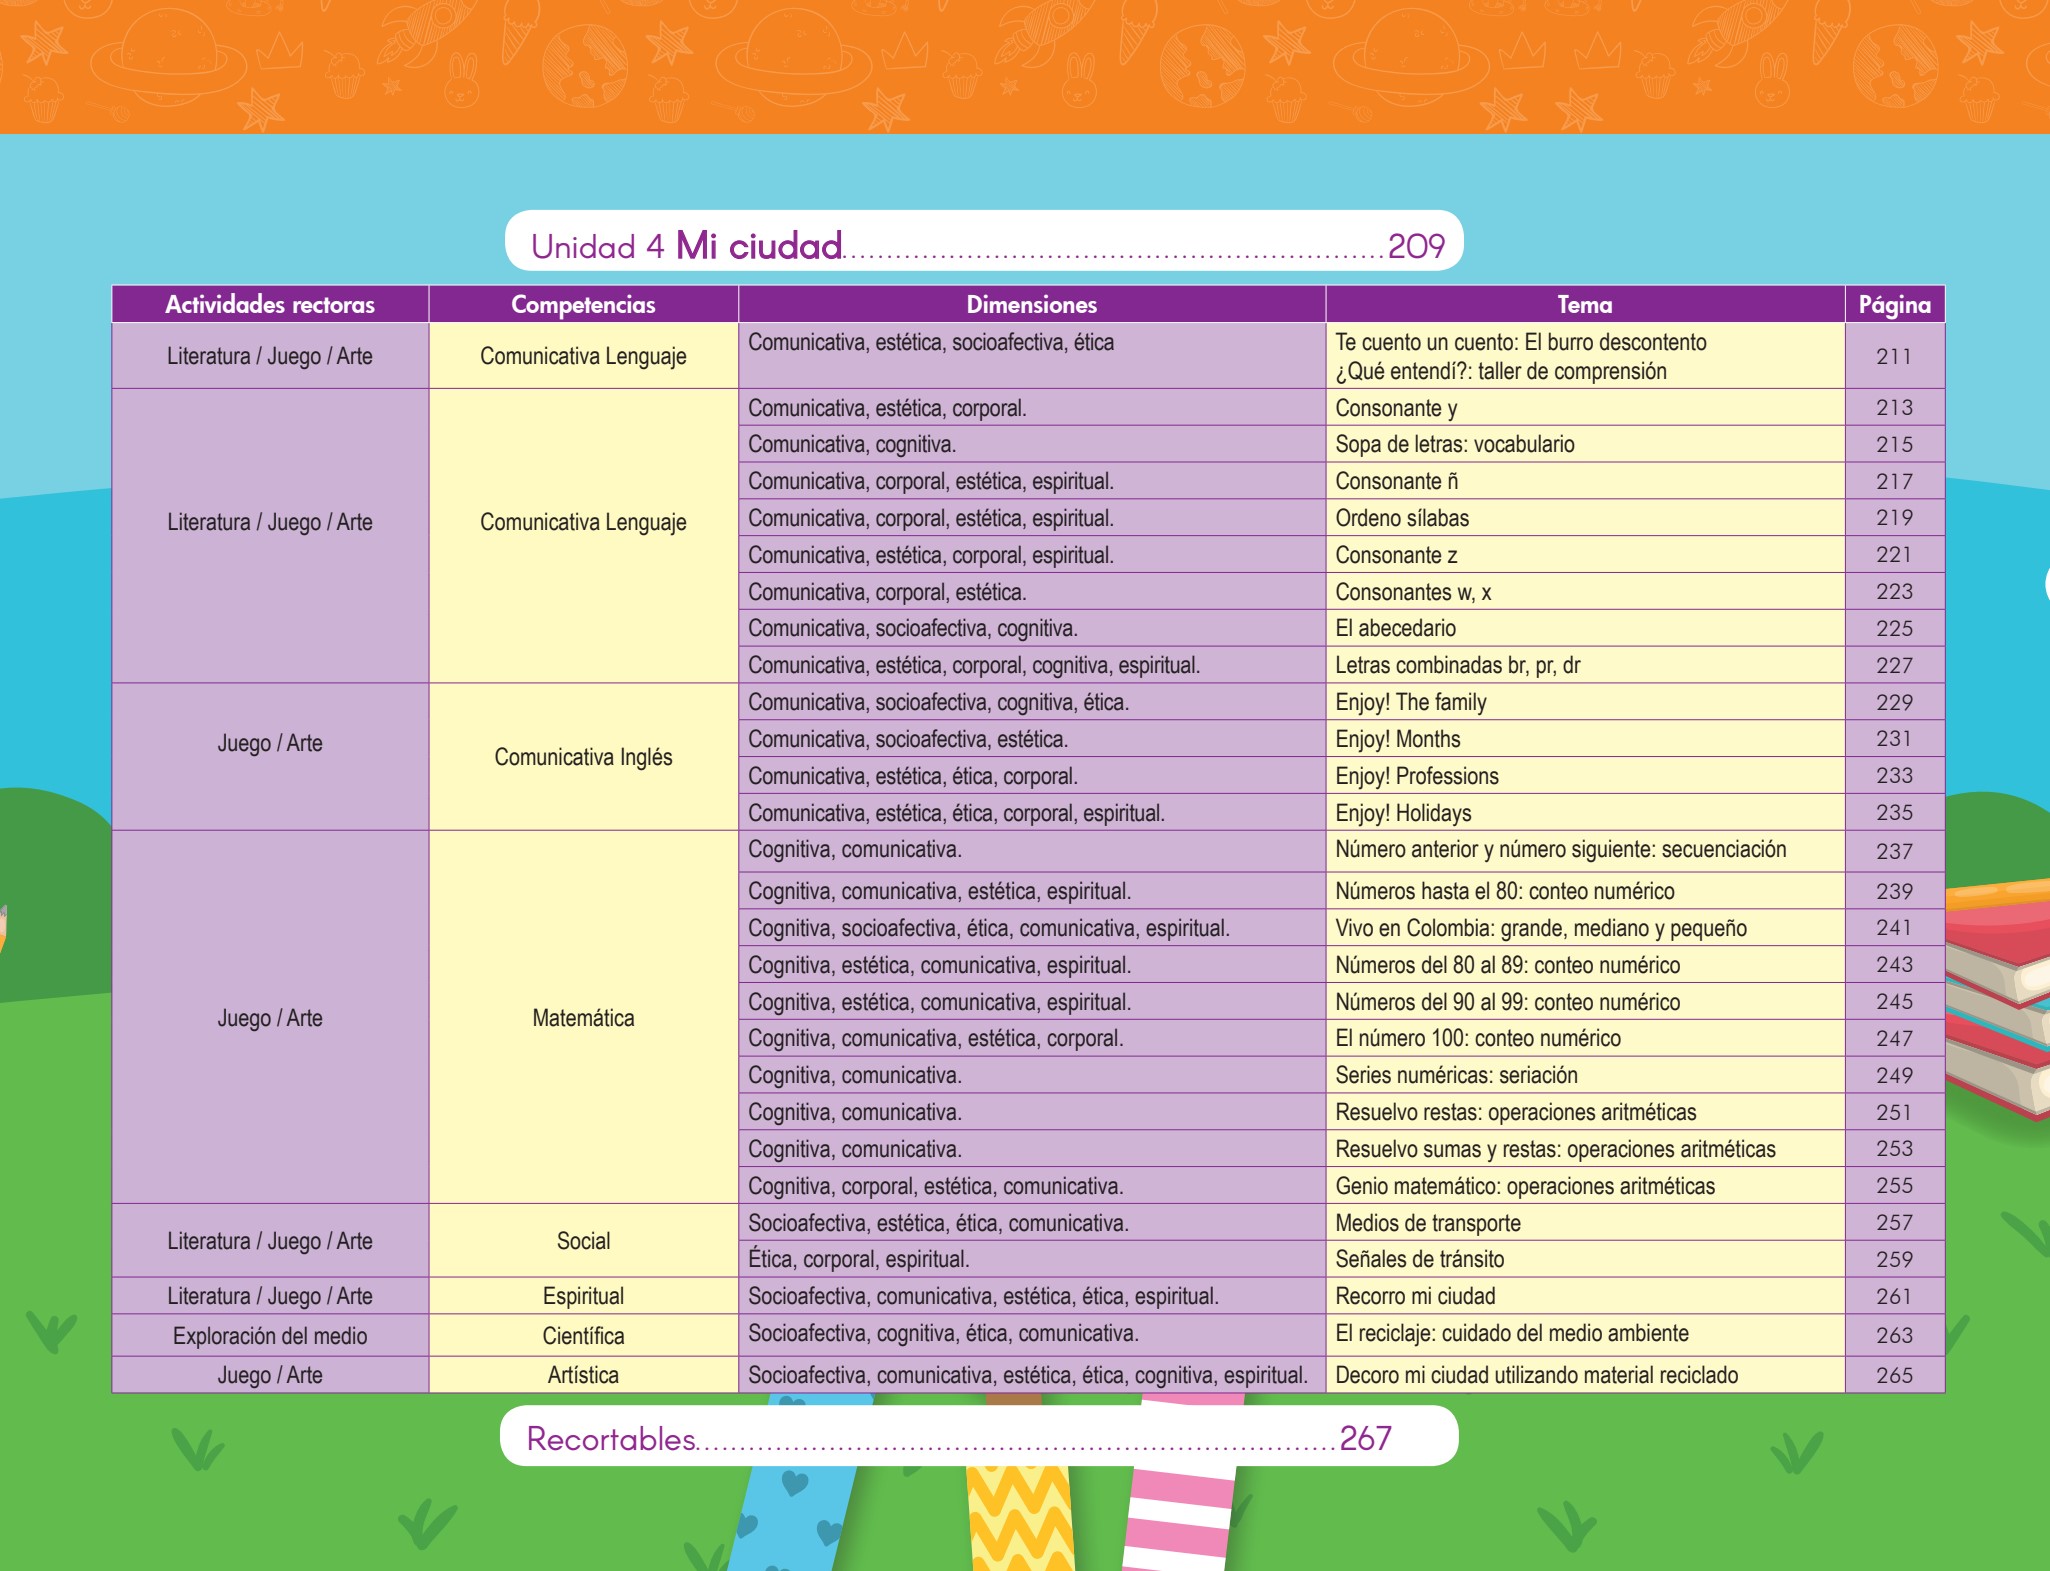 Unidad 4 Mi ciudad............................................................209
Actividades rectoras Competencias Dimensiones Tema Página
Literatura / Juego / Arte Comunicativa Lenguaje Comunicativa, estética, socioafectiva, ética Te cuento un cuento: El burro descontento
¿Qué entendí?: taller de comprensión 211
Literatura / Juego / Arte Comunicativa Lenguaje
Comunicativa, estética, corporal. Consonante y 213
Comunicativa, cognitiva. Sopa de letras: vocabulario 215
Comunicativa, corporal, estética, espiritual. Consonante ñ 217
Comunicativa, corporal, estética, espiritual. Ordeno sílabas 219
Comunicativa, estética, corporal, espiritual. Consonante z 221
Comunicativa, corporal, estética. Consonantes w, x 223
Comunicativa, socioafectiva, cognitiva. El abecedario 225
Comunicativa, estética, corporal, cognitiva, espiritual. Letras combinadas br, pr, dr 227
Juego / Arte Comunicativa Inglés
Comunicativa, socioafectiva, cognitiva, ética. Enjoy! The family 229
Comunicativa, socioafectiva, estética. Enjoy! Months 231
Comunicativa, estética, ética, corporal. Enjoy! Professions 233
Comunicativa, estética, ética, corporal, espiritual. Enjoy! Holidays 235
Juego / Arte Matemática
Cognitiva, comunicativa. Número anterior y número siguiente: secuenciación 237
Cognitiva, comunicativa, estética, espiritual. Números hasta el 80: conteo numérico 239
Cognitiva, socioafectiva, ética, comunicativa, espiritual. Vivo en Colombia: grande, mediano y pequeño 241
Cognitiva, estética, comunicativa, espiritual. Números del 80 al 89: conteo numérico 243
Cognitiva, estética, comunicativa, espiritual. Números del 90 al 99: conteo numérico 245
Cognitiva, comunicativa, estética, corporal. El número 100: conteo numérico 247
Cognitiva, comunicativa. Series numéricas: seriación 249
Cognitiva, comunicativa. Resuelvo restas: operaciones aritméticas 251
Cognitiva, comunicativa. Resuelvo sumas y restas: operaciones aritméticas 253
Cognitiva, corporal, estética, comunicativa. Genio matemático: operaciones aritméticas 255
Literatura / Juego / Arte Social
Socioafectiva, estética, ética, comunicativa. Medios de transporte 257
Ética, corporal, espiritual. Señales de tránsito 259
Literatura / Juego / Arte Espiritual Socioafectiva, comunicativa, estética, ética, espiritual. Recorro mi ciudad 261
Exploración del medio Científica Socioafectiva, cognitiva, ética, comunicativa. El reciclaje: cuidado del medio ambiente 263
Juego / Arte Artística Socioafectiva, comunicativa, estética, ética, cognitiva, espiritual. Decoro mi ciudad utilizando material reciclado 265
Recortables.......................................................................267